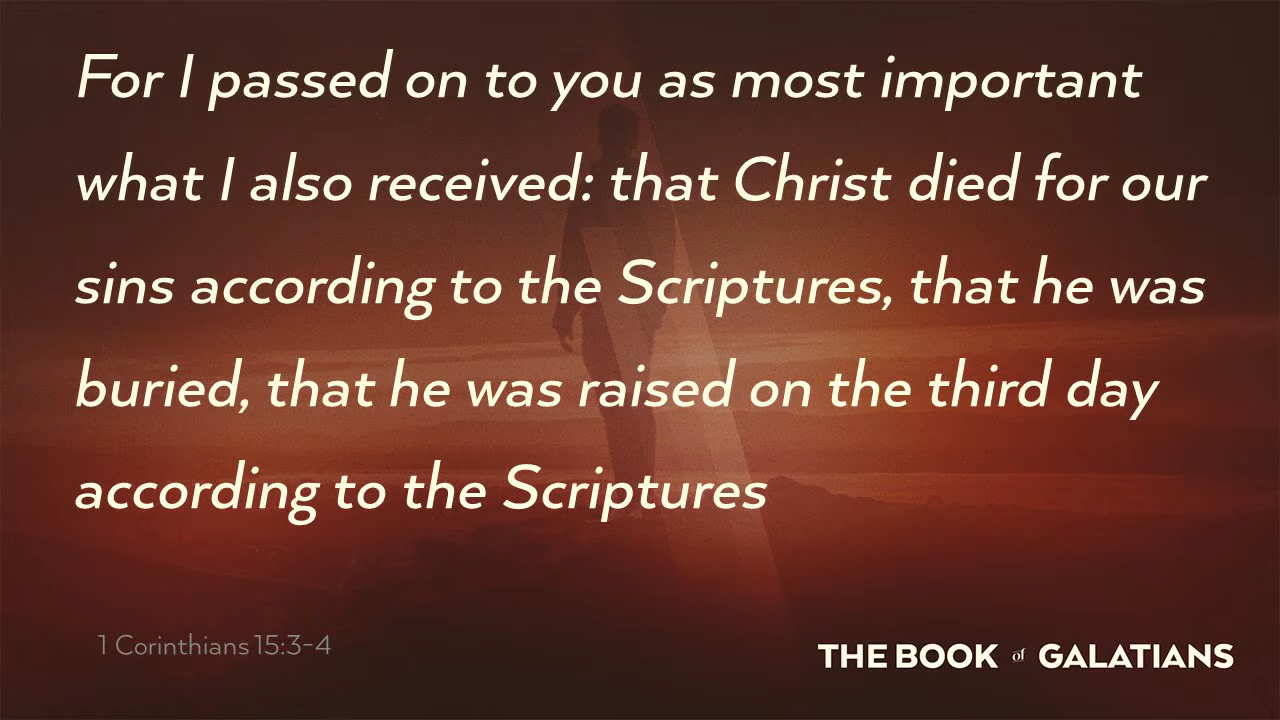 For I passed on to you as most important
what I also received: that Christ died for our
sins according to the Scriptures, that he was
buried, that he was raised on the third day
according to the Scriptures
1 Corinthians 15:3-4
THE BOOK of GALATIANS